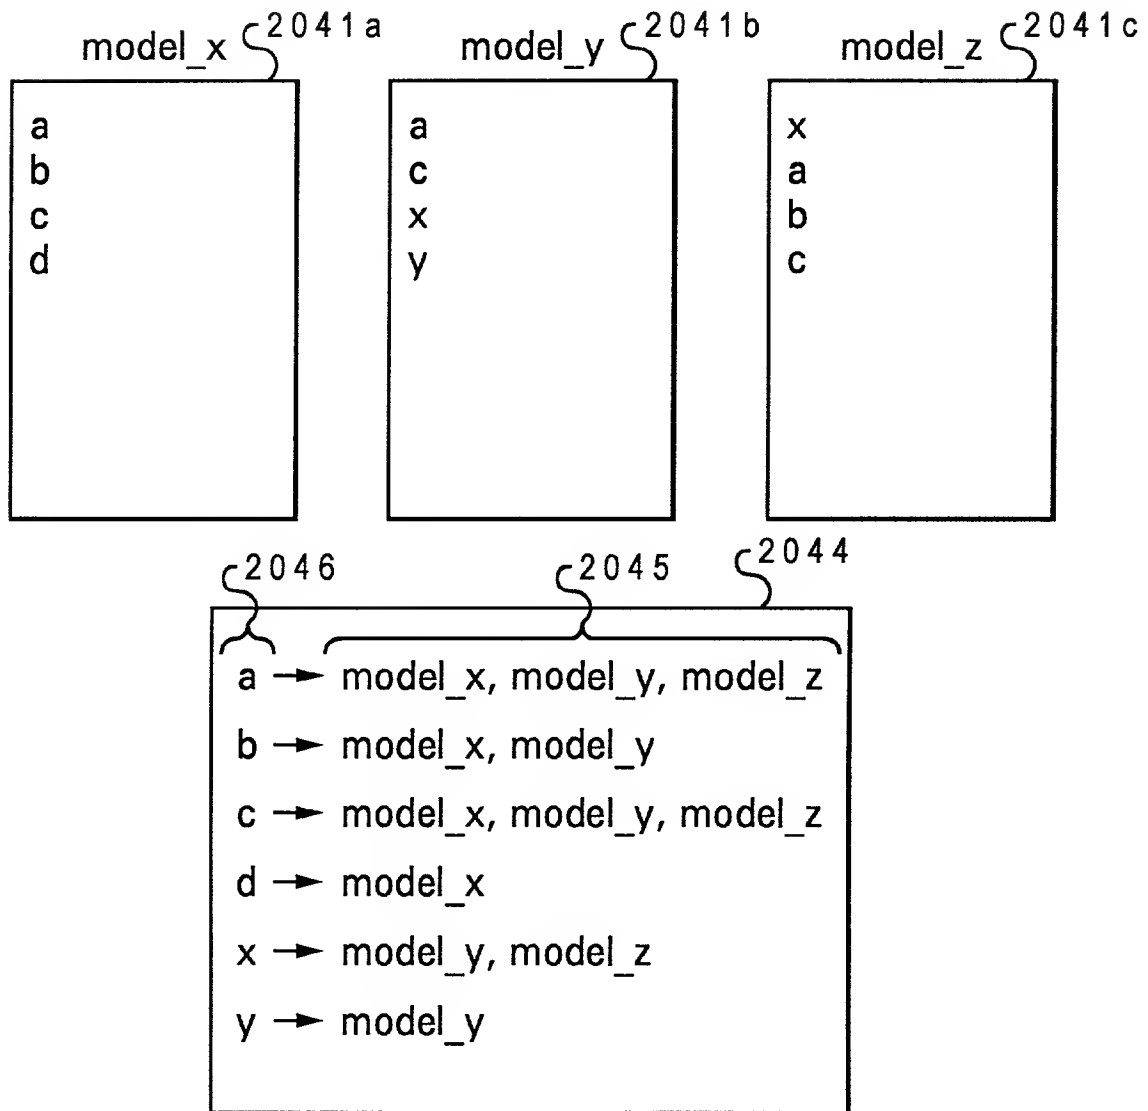 model_x 2041a model_y 2041b model_z 2041c
a a x
b c a
c x b
d y c
2046 2045 2044
a → model_x, model_y, model_z
b → model_x, model_y
c → model_x, model_y, model_z
d → model_x
x → model_y, model_z
y → model_y